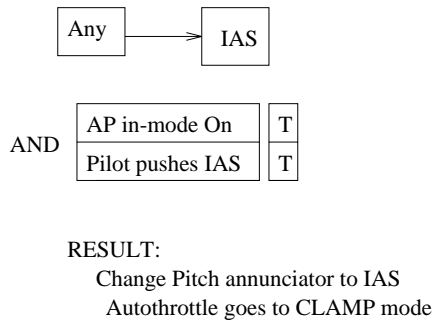 Any IAS
AP in-mode On T
AND
Pilot pushes IAS T
RESULT:
Change Pitch annunciator to IAS
Autothrottle goes to CLAMP mode